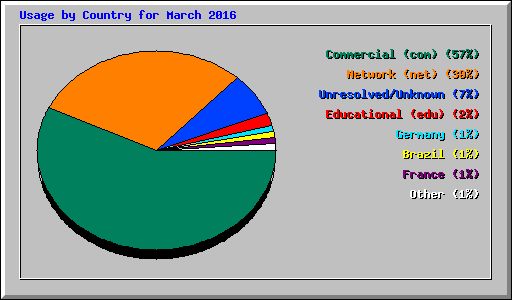 Usage by Country for March 2016
Commercial (com) (57%)
Network (net) (30%)
Unresolved/Unknown (7%)
Educational (edu) (2%)
Germany (1%)
Brazil (1%)
France (1%)
Other (1%)